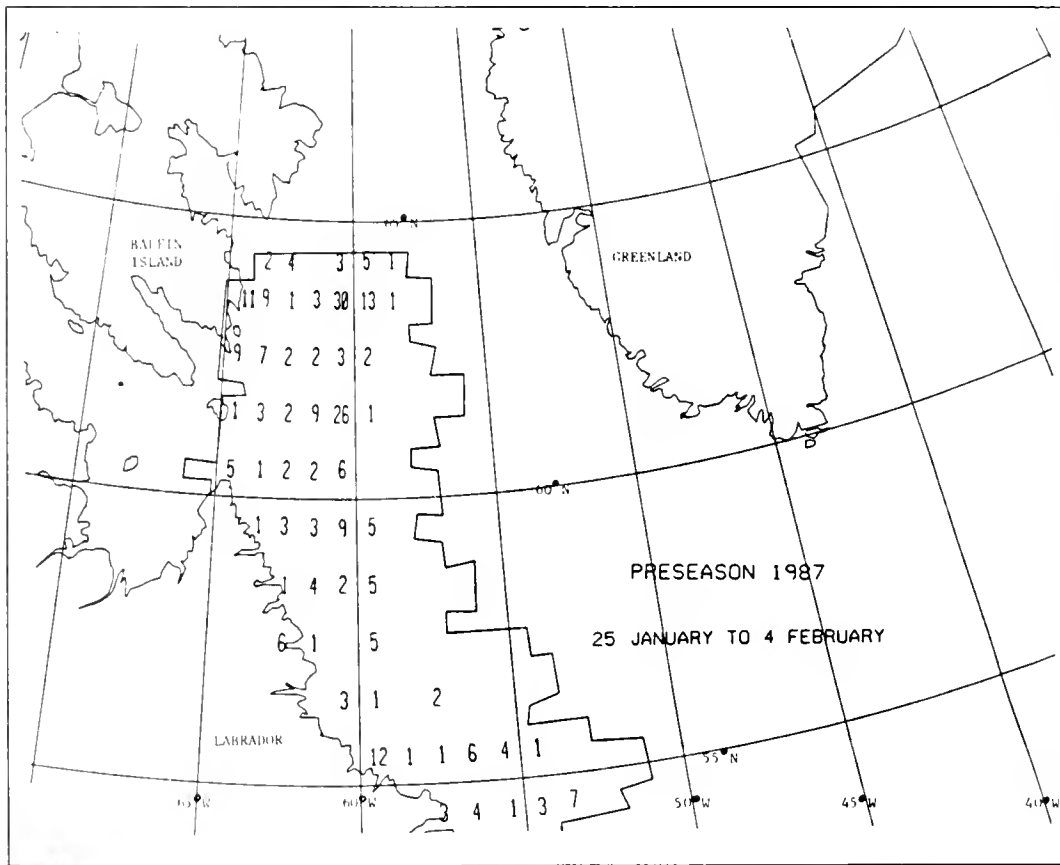 65° N
BAFFIN
ISLAND
GREENLAND
2 4 3 5 1
11 9 1 3 30 13 1
9 7 2 2 3 2
1 3 2 9 26 1
5 1 2 2 6
60° N
1 3 3 9 5
PRESEASON 1987
1 4 2 5
25 JANUARY TO 4 FEBRUARY
6 1 5
3 1 2
LABRADOR
12 1 1 6 4 1
55° N
65° W
60° W
50° W
45° W
40° W
3 4 1 3 7